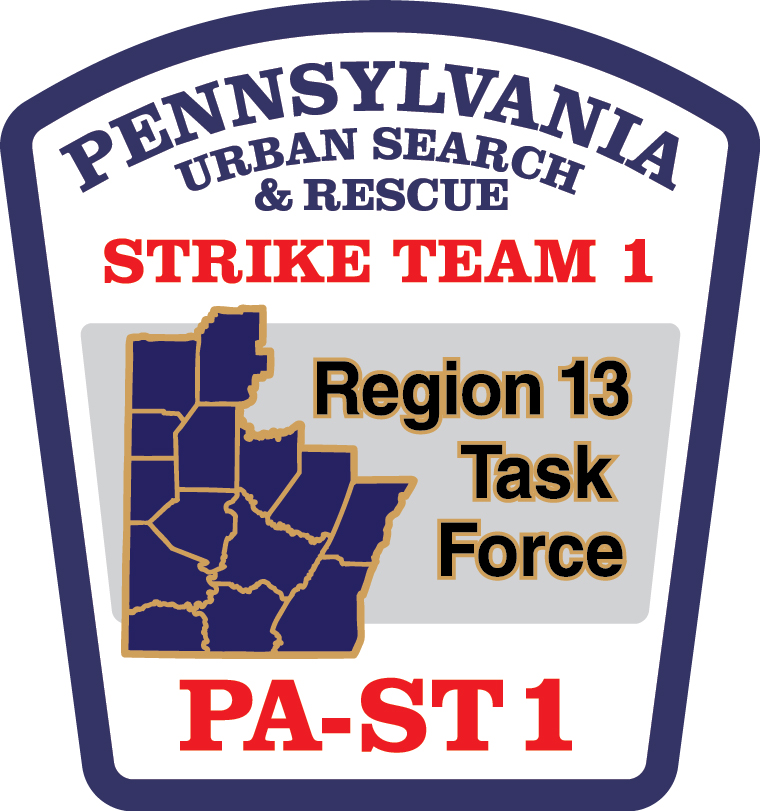 PENNSYLVANIA
URBAN SEARCH
& RESCUE
STRIKE TEAM 1
Region 13
Task
Force
PA-ST 1